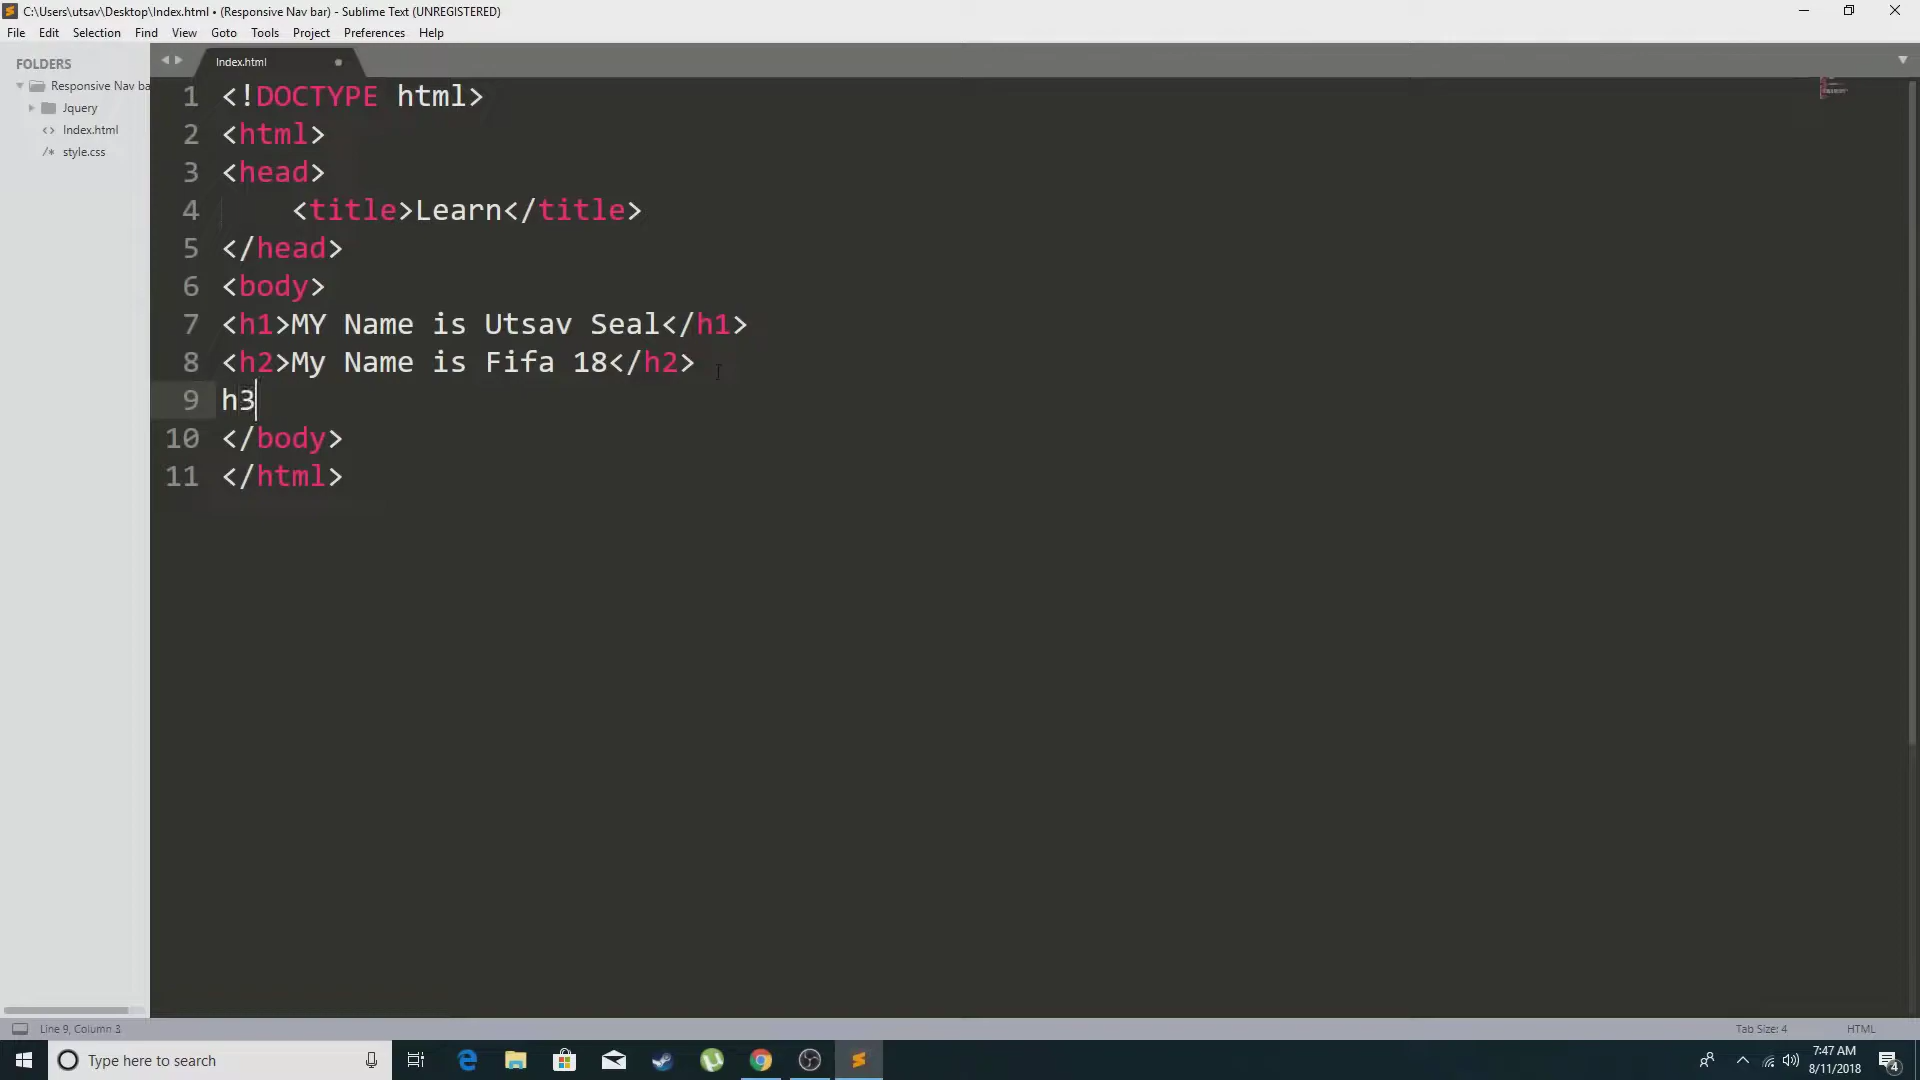 C:\Users\utsav\Desktop\Index.html • (Responsive Nav bar) - Sublime Text (UNREGISTERED)
File Edit Selection Find View Goto Tools Project Preferences Help
FOLDERS
Responsive Nav ba
Jquery
Index.html
style.css
Index.html
1 <!DOCTYPE html>
2 <html>
3 <head>
4 <title>Learn</title>
5 </head>
6 <body>
7 <h1>MY Name is Utsav Seal</h1>
8 <h2>My Name is Fifa 18</h2>
9 h3
10 </body>
11 </html>
Line 9, Column 3
Tab Size: 4 HTML
Type here to search
7:47 AM
8/11/2018
4